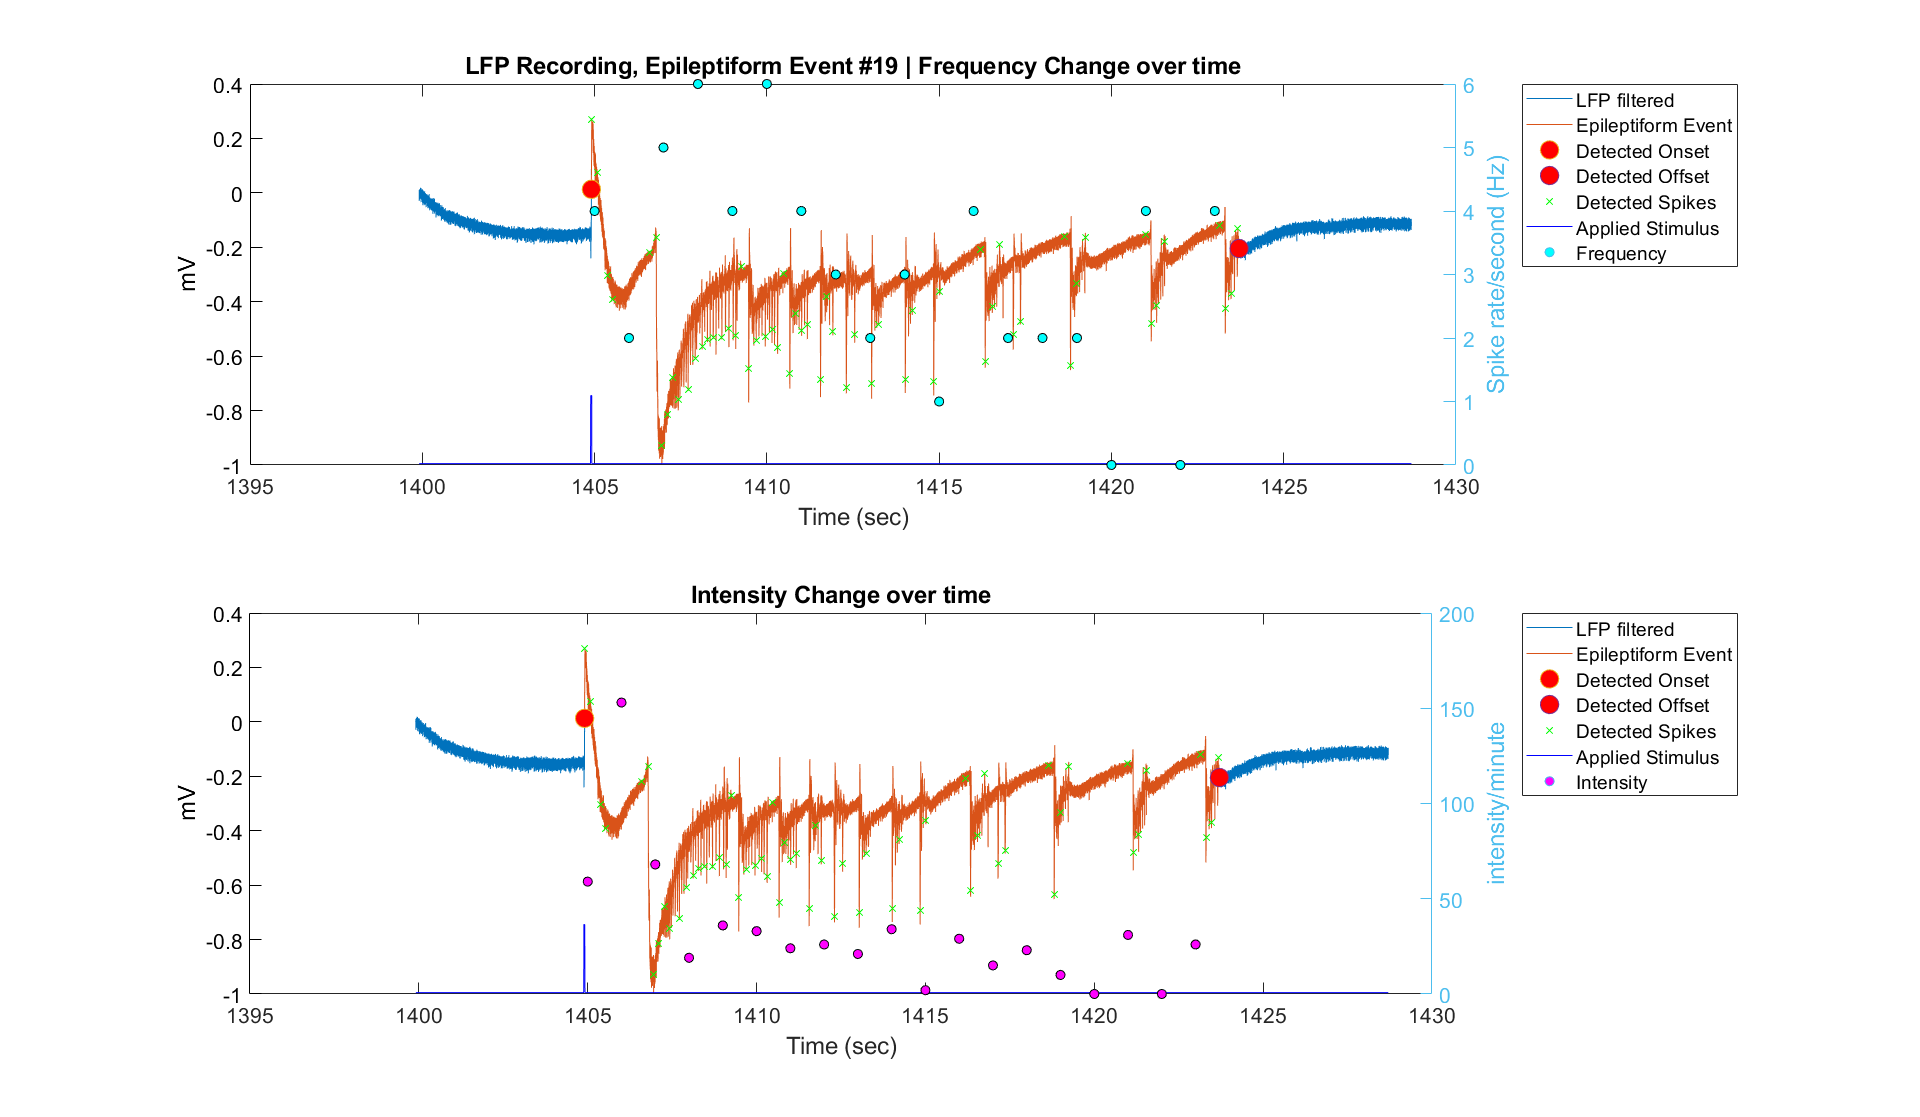 LFP Recording, Epileptiform Event #19 | Frequency Change over time
0.4
0.2
0
-0.2
-0.4
-0.6
-0.8
-1
mV
1395
1400
1405
1410
1415
1420
1425
1430
Time (sec)
6
5
4
3
2
1
0
Spike rate/second (Hz)
LFP filtered
Epileptiform Event
Detected Onset
Detected Offset
Detected Spikes
Applied Stimulus
Frequency
Intensity Change over time
0.4
0.2
0
-0.2
-0.4
-0.6
-0.8
-1
mV
1395
1400
1405
1410
1415
1420
1425
1430
Time (sec)
200
150
100
50
0
intensity/minute
LFP filtered
Epileptiform Event
Detected Onset
Detected Offset
Detected Spikes
Applied Stimulus
Intensity